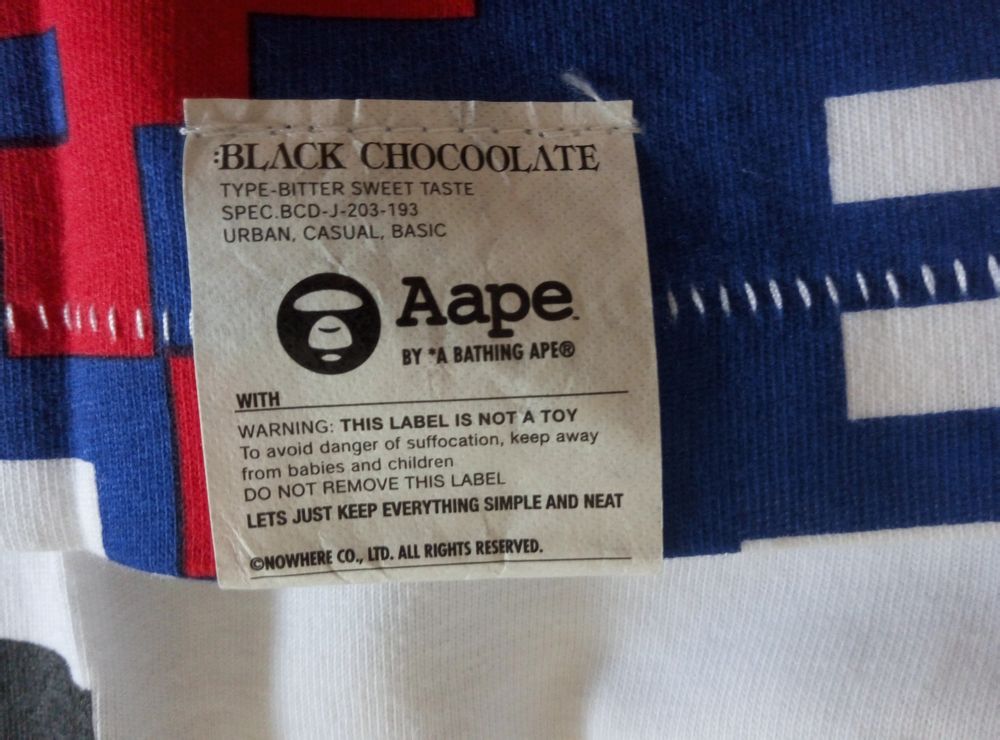 :BLΛCK CHOCOOLΛTE
TYPE-BITTER SWEET TASTE
SPEC.BCD-J-203-193
URBAN, CASUAL, BASIC
Aape
BY *A BATHING APE®
WITH
WARNING: THIS LABEL IS NOT A TOY
To avoid danger of suffocation, keep away
from babies and children
DO NOT REMOVE THIS LABEL
LETS JUST KEEP EVERYTHING SIMPLE AND NEAT
©NOWHERE CO., LTD. ALL RIGHTS RESERVED.